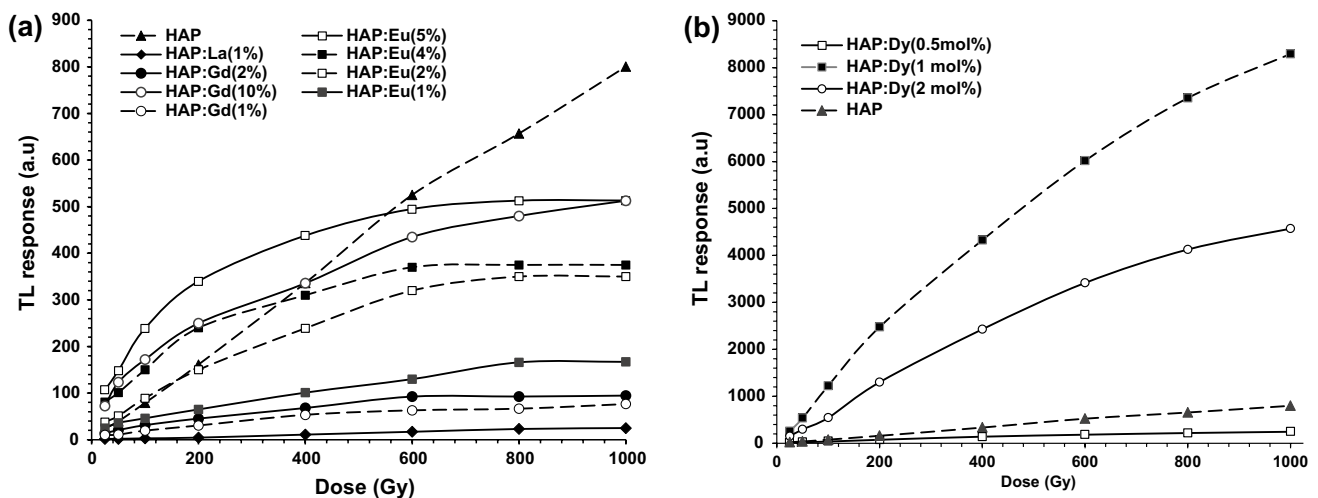 (a)
HAP
HAP:La(1%)
HAP:Gd(2%)
HAP:Gd(10%)
HAP:Gd(1%)
HAP:Eu(5%)
HAP:Eu(4%)
HAP:Eu(2%)
HAP:Eu(1%)
TL response (a.u)
900
800
700
600
500
400
300
200
100
0
0 200 400 600 800 1000
Dose (Gy)
(b)
HAP:Dy(0.5mol%)
HAP:Dy(1 mol%)
HAP:Dy(2 mol%)
HAP
TL response (a.u)
9000
8000
7000
6000
5000
4000
3000
2000
1000
0
0 200 400 600 800 1000
Dose (Gy)